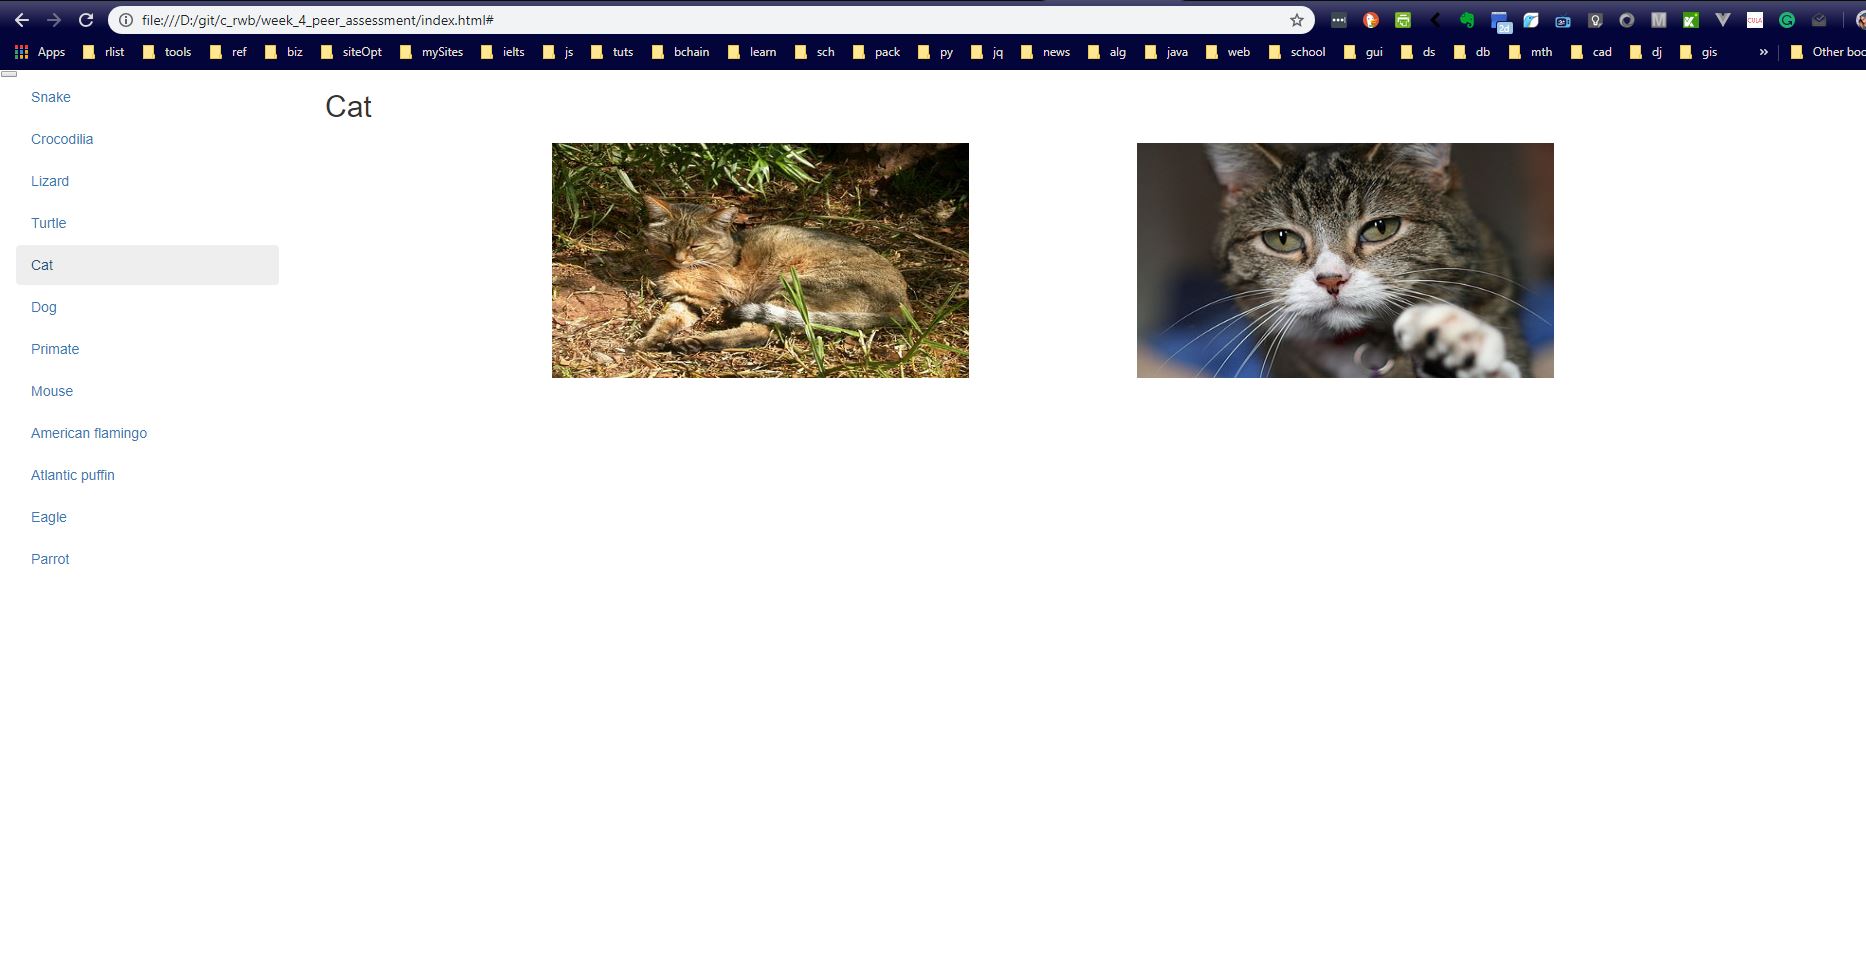 file:///D:/git/c_rwb/week_4_peer_assessment/index.html#
2d
M
CULA
Apps rlist tools ref biz siteOpt mySites ielts js tuts bchain learn sch pack py jq news alg java web school gui ds db mth cad dj gis » Other boo
Snake
Crocodilia
Lizard
Turtle
Cat
Dog
Primate
Mouse
American flamingo
Atlantic puffin
Eagle
Parrot
Cat